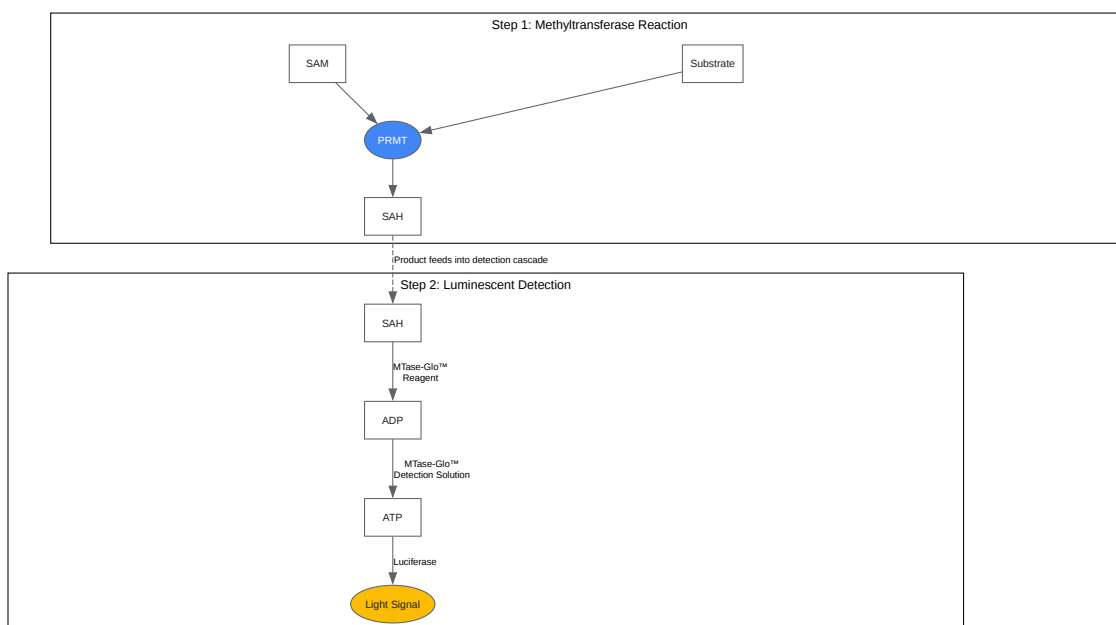 Step 1: Methyltransferase Reaction
SAM
Substrate
PRMT
SAH
Product feeds into detection cascade
Step 2: Luminescent Detection
SAH
MTase-Glo™
Reagent
ADP
MTase-Glo™
Detection Solution
ATP
Luciferase
Light Signal